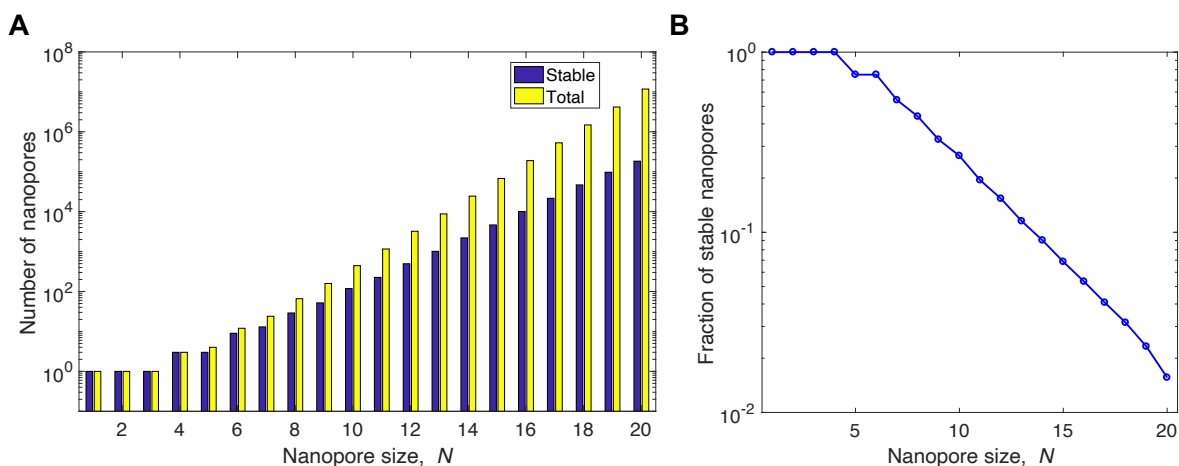 A
Number of nanopores
10^8
10^6
10^4
10^2
10^0
Stable
Total
2 4 6 8 10 12 14 16 18 20
Nanopore size, N
B
Fraction of stable nanopores
10^0
10^-1
10^-2
5 10 15 20
Nanopore size, N